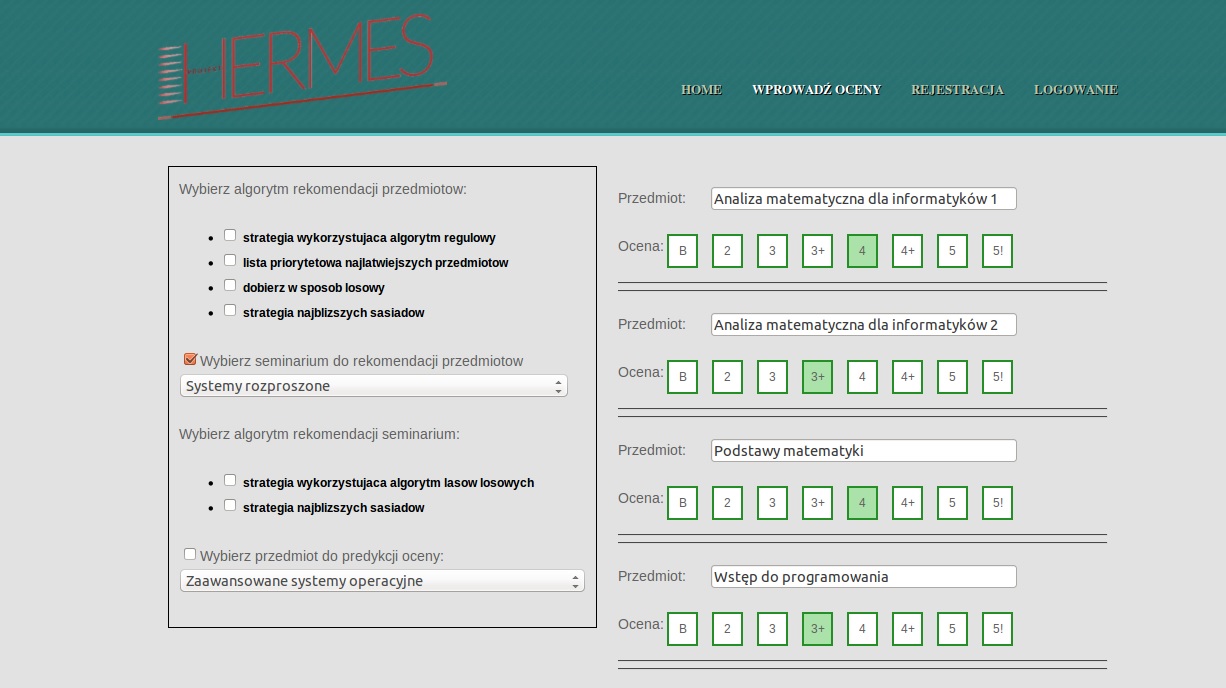 HERMES
HOME WPROWADŹ OCENY REJESTRACJA LOGOWANIE
Wybierz algorytm rekomendacji przedmiotow:
strategia wykorzystujaca algorytm regulowy
lista priorytetowa najlatwiejszych przedmiotow
dobierz w sposob losowy
strategia najblizszych sasiadow
Wybierz seminarium do rekomendacji przedmiotow
Systemy rozproszone
Wybierz algorytm rekomendacji seminarium:
strategia wykorzystujaca algorytm lasow losowych
strategia najblizszych sasiadow
Wybierz przedmiot do predykcji oceny:
Zaawansowane systemy operacyjne
Przedmiot: Analiza matematyczna dla informatyków 1
Ocena: B 2 3 3+ 4 4+ 5 5!
Przedmiot: Analiza matematyczna dla informatyków 2
Ocena: B 2 3 3+ 4 4+ 5 5!
Przedmiot: Podstawy matematyki
Ocena: B 2 3 3+ 4 4+ 5 5!
Przedmiot: Wstęp do programowania
Ocena: B 2 3 3+ 4 4+ 5 5!